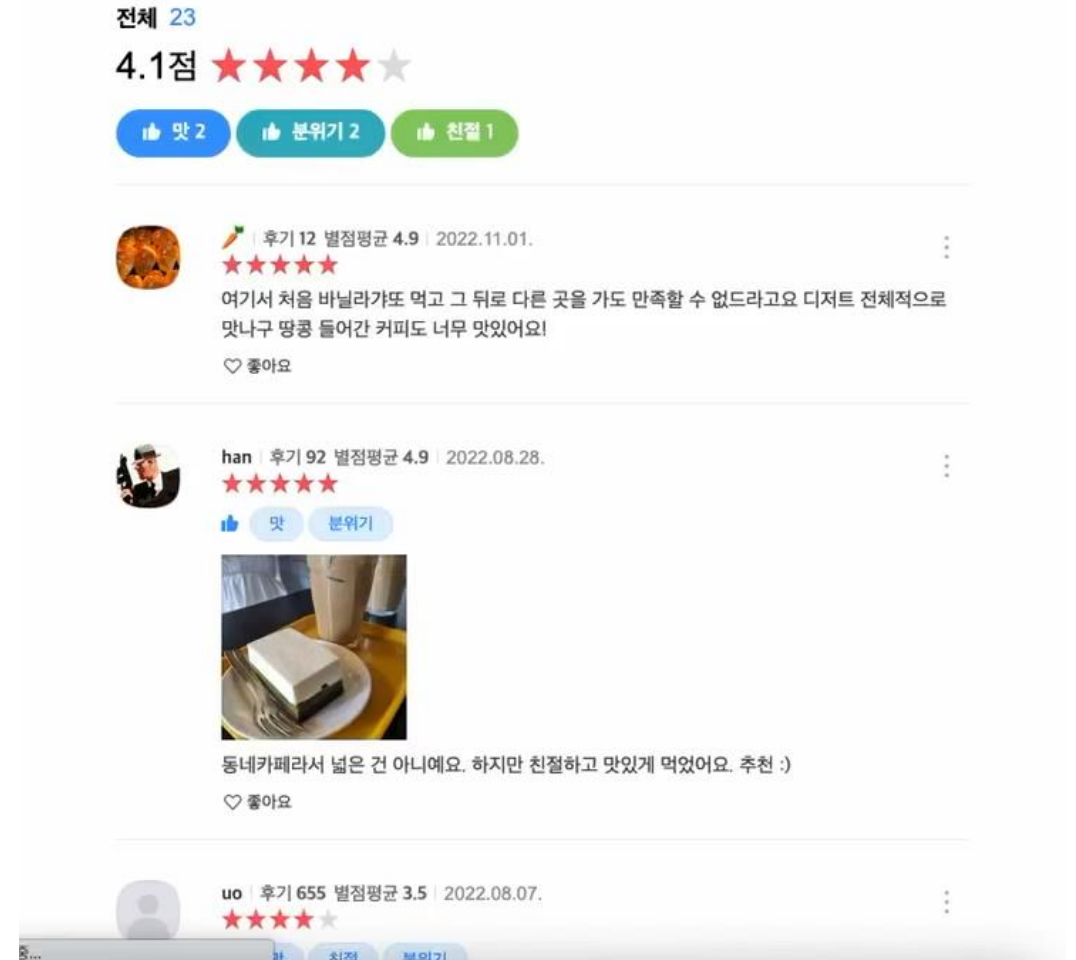 전체 23
4.1점
맛 2 분위기 2 친절 1
후기 12 별점평균 4.9 2022.11.01.
여기서 처음 바닐라갸또 먹고 그 뒤로 다른 곳을 가도 만족할 수 없드라고요 디저트 전체적으로
맛나구 땅콩 들어간 커피도 너무 맛있어요!
좋아요
han 후기 92 별점평균 4.9 2022.08.28.
맛 분위기
동네카페라서 넓은 건 아니예요. 하지만 친절하고 맛있게 먹었어요. 추천 :)
좋아요
uo 후기 655 별점평균 3.5 2022.08.07.
맛 친절 분위기